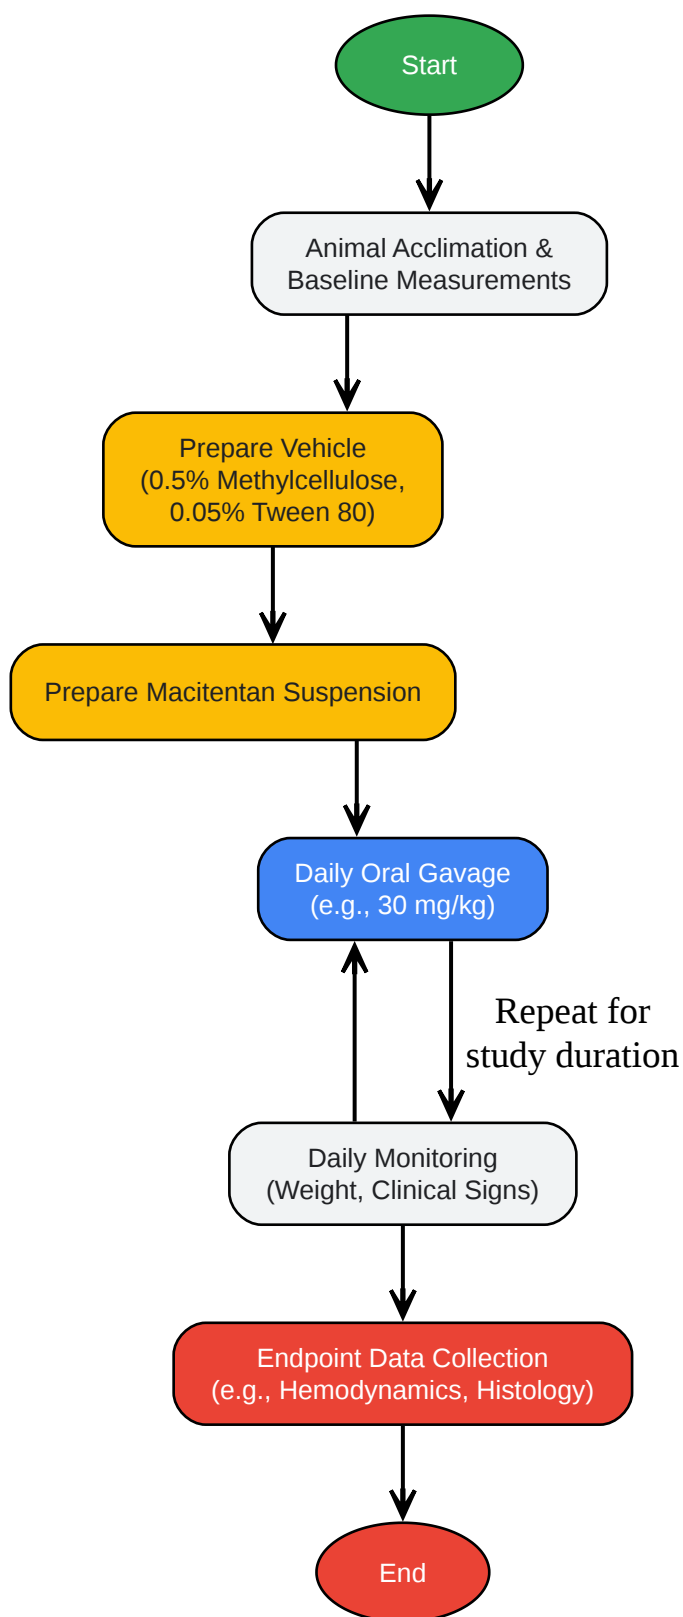 Start
Animal Acclimation &
Baseline Measurements
Prepare Vehicle
(0.5% Methylcellulose,
0.05% Tween 80)
Prepare Macitentan Suspension
Daily Oral Gavage
(e.g., 30 mg/kg)
Repeat for
study duration
Daily Monitoring
(Weight, Clinical Signs)
Endpoint Data Collection
(e.g., Hemodynamics, Histology)
End